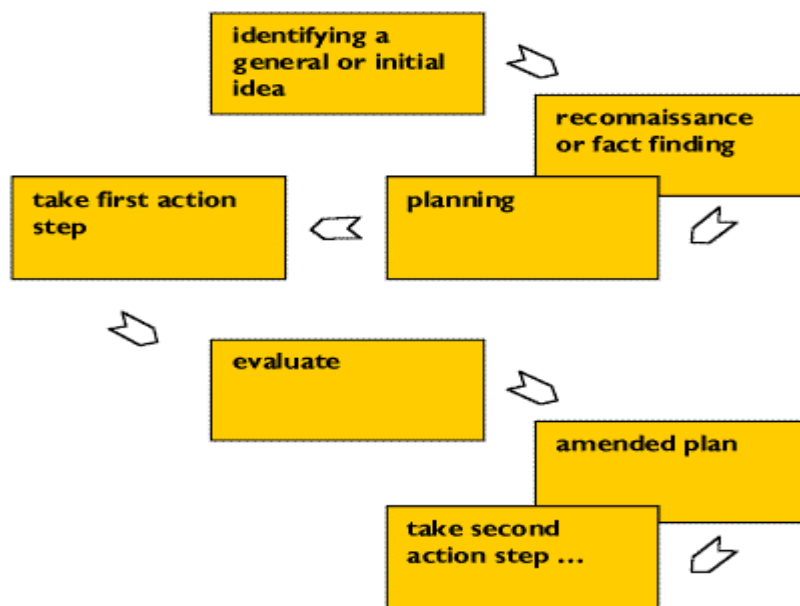 identifying a
general or initial
idea
reconnaissance
or fact finding
planning
take first action
step
evaluate
amended plan
take second
action step ...